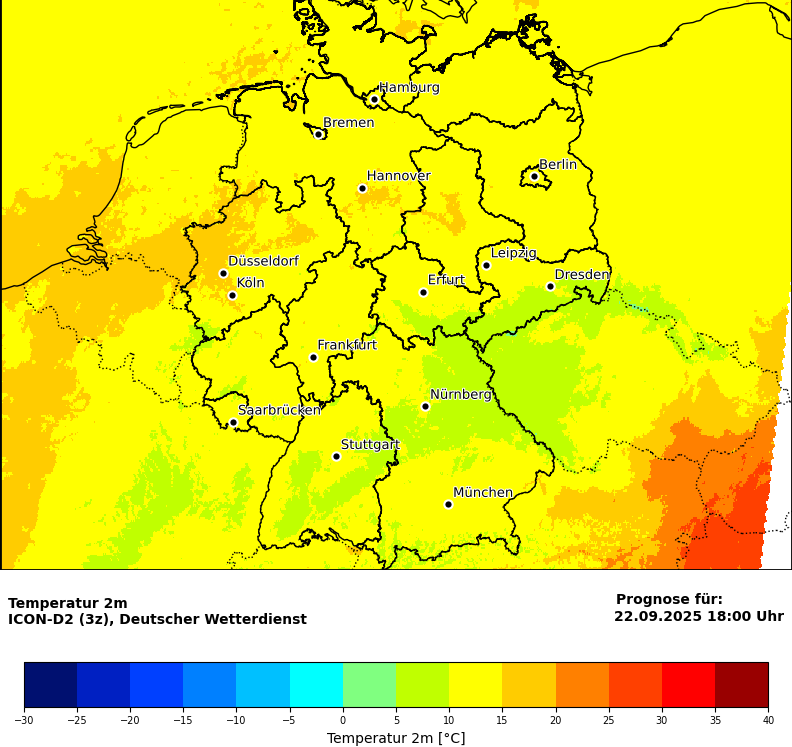 Hamburg
Bremen
Berlin
Hannover
Leipzig
Düsseldorf
Dresden
Erfurt
Köln
Frankfurt
Nürnberg
Saarbrücken
Stuttgart
München
Temperatur 2m
ICON-D2 (3z), Deutscher Wetterdienst
Prognose für:
22.09.2025 18:00 Uhr
−30 −25 −20 −15 −10 −5 0 5 10 15 20 25 30 35 40
Temperatur 2m [°C]